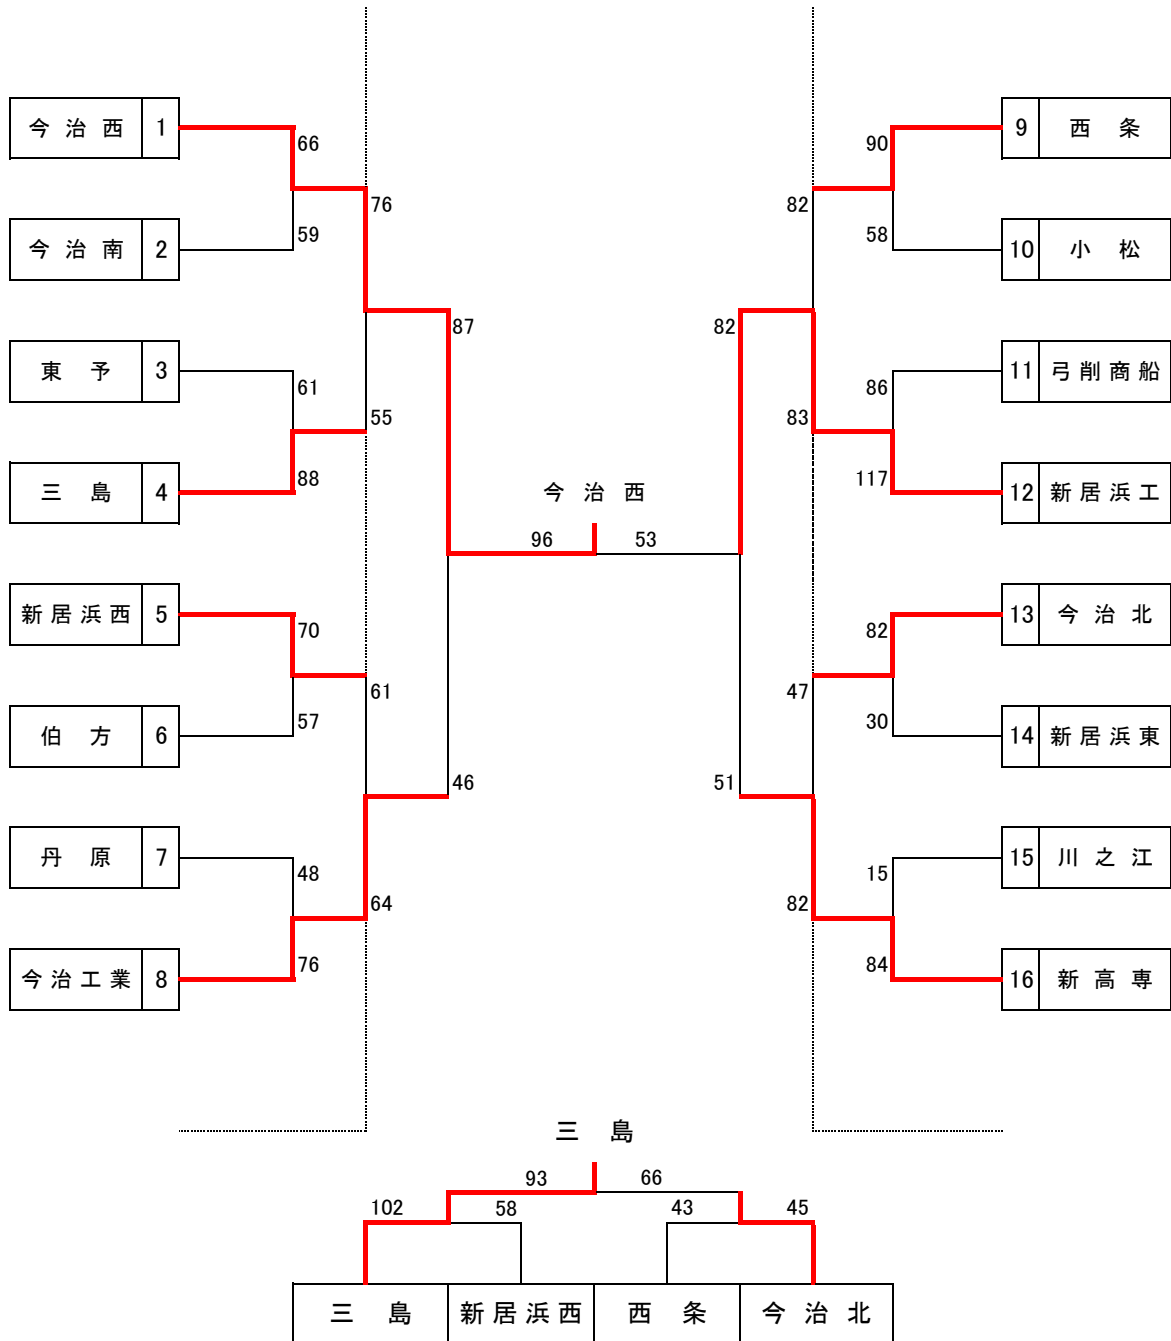 今治西 1 66 90 9 西条
76 82
今治南 2 59 58 10 小松
87 82
東予 3 61 86 11 弓削商船
55 83
三島 4 88 117 12 新居浜工
今治西
96 53
新居浜西 5 70 82 13 今治北
61 47
伯方 6 57 30 14 新居浜東
46 51
丹原 7 48 15 15 川之江
64 82
今治工業 8 76 84 16 新高専
三島
93 66
102 58 43 45
三島 新居浜西 西条 今治北